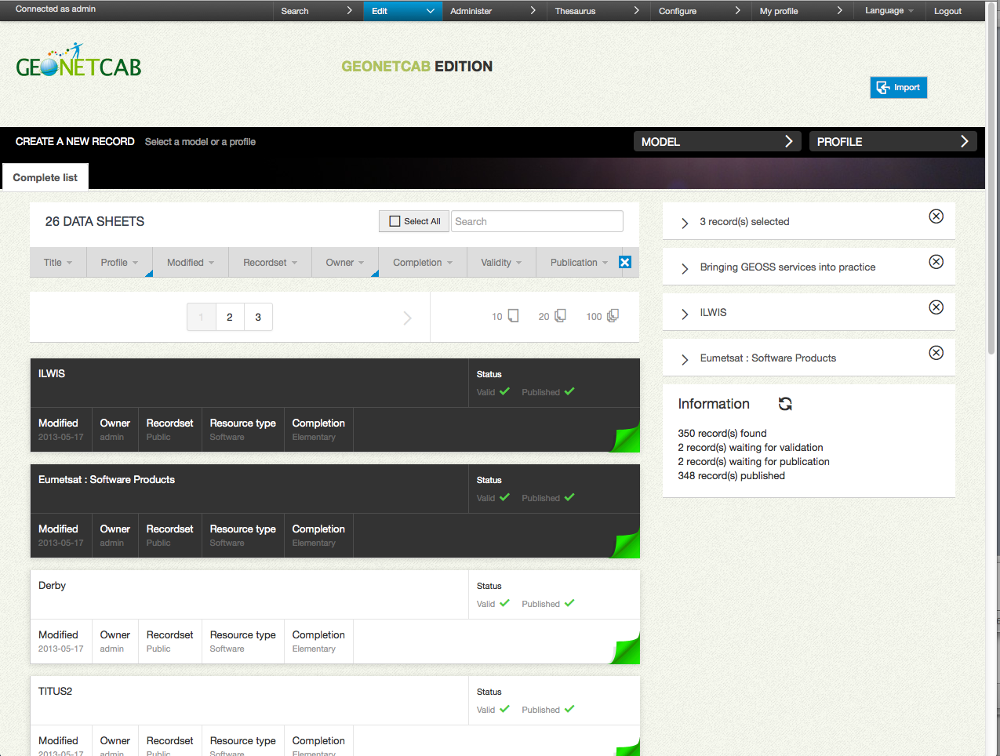 Connected as admin
Search
Edit
Administer
Thesaurus
Configure
My profile
Language
Logout
GEONETCAB
GEONETCAB EDITION
Import
CREATE A NEW RECORD Select a model or a profile
MODEL
PROFILE
Complete list
26 DATA SHEETS
Select All
Search
Title
Profile
Modified
Recordset
Owner
Completion
Validity
Publication
1 2 3
10 20 100
ILWIS
Status
Valid Published
Modified Owner Recordset Resource type Completion
2013-05-17 admin Public Software Elementary
Eumetsat : Software Products
Status
Valid Published
Modified Owner Recordset Resource type Completion
2013-05-17 admin Public Software Elementary
Derby
Status
Valid Published
Modified Owner Recordset Resource type Completion
2013-05-17 admin Public Software Elementary
TITUS2
Status
Valid Published
Modified Owner Recordset Resource type Completion
2013-05-17 admin Public Software Elementary
3 record(s) selected
Bringing GEOSS services into practice
ILWIS
Eumetsat : Software Products
Information
350 record(s) found
2 record(s) waiting for validation
2 record(s) waiting for publication
348 record(s) published